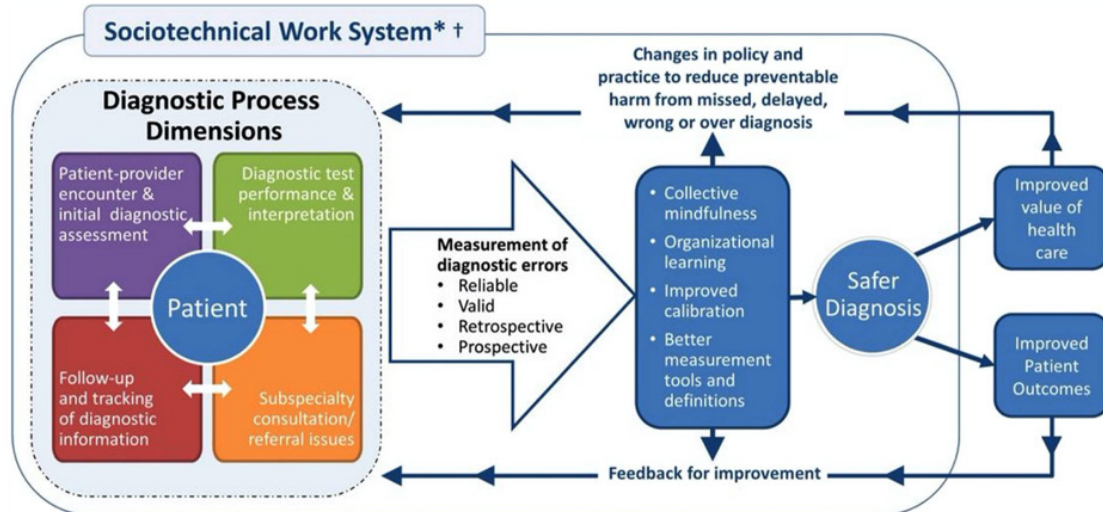 Sociotechnical Work System* †
Diagnostic Process
Dimensions
Patient-provider
encounter &
initial diagnostic
assessment
Diagnostic test
performance &
interpretation
Patient
Follow-up
and tracking
of diagnostic
information
Subspecialty
consultation/
referral issues
Measurement of
diagnostic errors
• Reliable
• Valid
• Retrospective
• Prospective
Changes in policy and
practice to reduce preventable
harm from missed, delayed,
wrong or over diagnosis
• Collective
mindfulness
• Organizational
learning
• Improved
calibration
• Better
measurement
tools and
definitions
Feedback for improvement
Safer
Diagnosis
Improved
value of
health
care
Improved
Patient
Outcomes